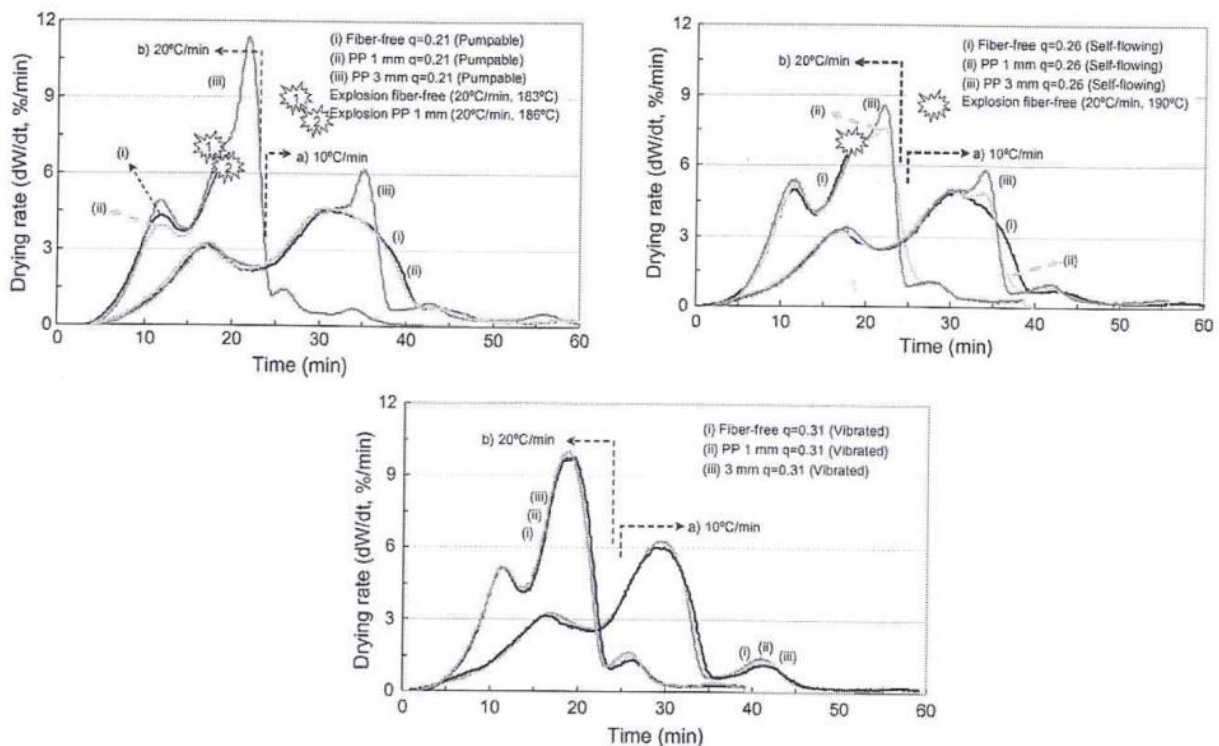 12
9
6
3
0
Drying rate (dW/dt, %/min)
b) 20ºC/min
(iii)
(i) Fiber-free q=0.21 (Pumpable)
(ii) PP 1 mm q=0.21 (Pumpable)
(iii) PP 3 mm q=0.21 (Pumpable)
1 Explosion fiber-free (20ºC/min, 183ºC)
2 Explosion PP 1 mm (20ºC/min, 186ºC)
1
2
(i)
(ii)
a) 10ºC/min
(iii)
(i)
(ii)
0 10 20 30 40 50 60
Time (min)
12
9
6
3
0
Drying rate (dW/dt, %/min)
b) 20ºC/min
(i) Fiber-free q=0.26 (Self-flowing)
(ii) PP 1 mm q=0.26 (Self-flowing)
(iii) PP 3 mm q=0.26 (Self-flowing)
Explosion fiber-free (20ºC/min, 190ºC)
(ii)
(iii)
(i)
a) 10ºC/min
(iii)
(i)
(ii)
0 10 20 30 40 50 60
Time (min)
12
9
6
3
0
Drying rate (dW/dt, %/min)
b) 20ºC/min
(i) Fiber-free q=0.31 (Vibrated)
(ii) PP 1 mm q=0.31 (Vibrated)
(iii) 3 mm q=0.31 (Vibrated)
(iii)
(ii)
(i)
a) 10ºC/min
(i) (ii) (iii)
0 10 20 30 40 50 60
Time (min)